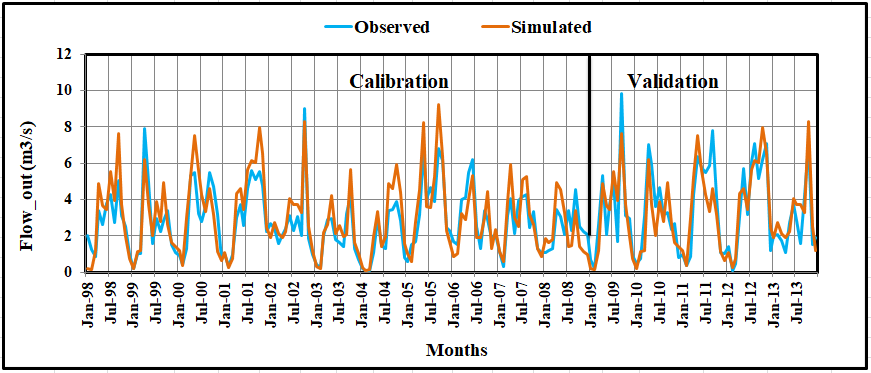 Observed Simulated
Calibration Validation
Flow_out (m3/s)
12
10
8
6
4
2
0
Jan-98 Jul-98 Jan-99 Jul-99 Jan-00 Jul-00 Jan-01 Jul-01 Jan-02 Jul-02 Jan-03 Jul-03 Jan-04 Jul-04 Jan-05 Jul-05 Jan-06 Jul-06 Jan-07 Jul-07 Jan-08 Jul-08 Jan-09 Jul-09 Jan-10 Jul-10 Jan-11 Jul-11 Jan-12 Jul-12 Jan-13 Jul-13
Months